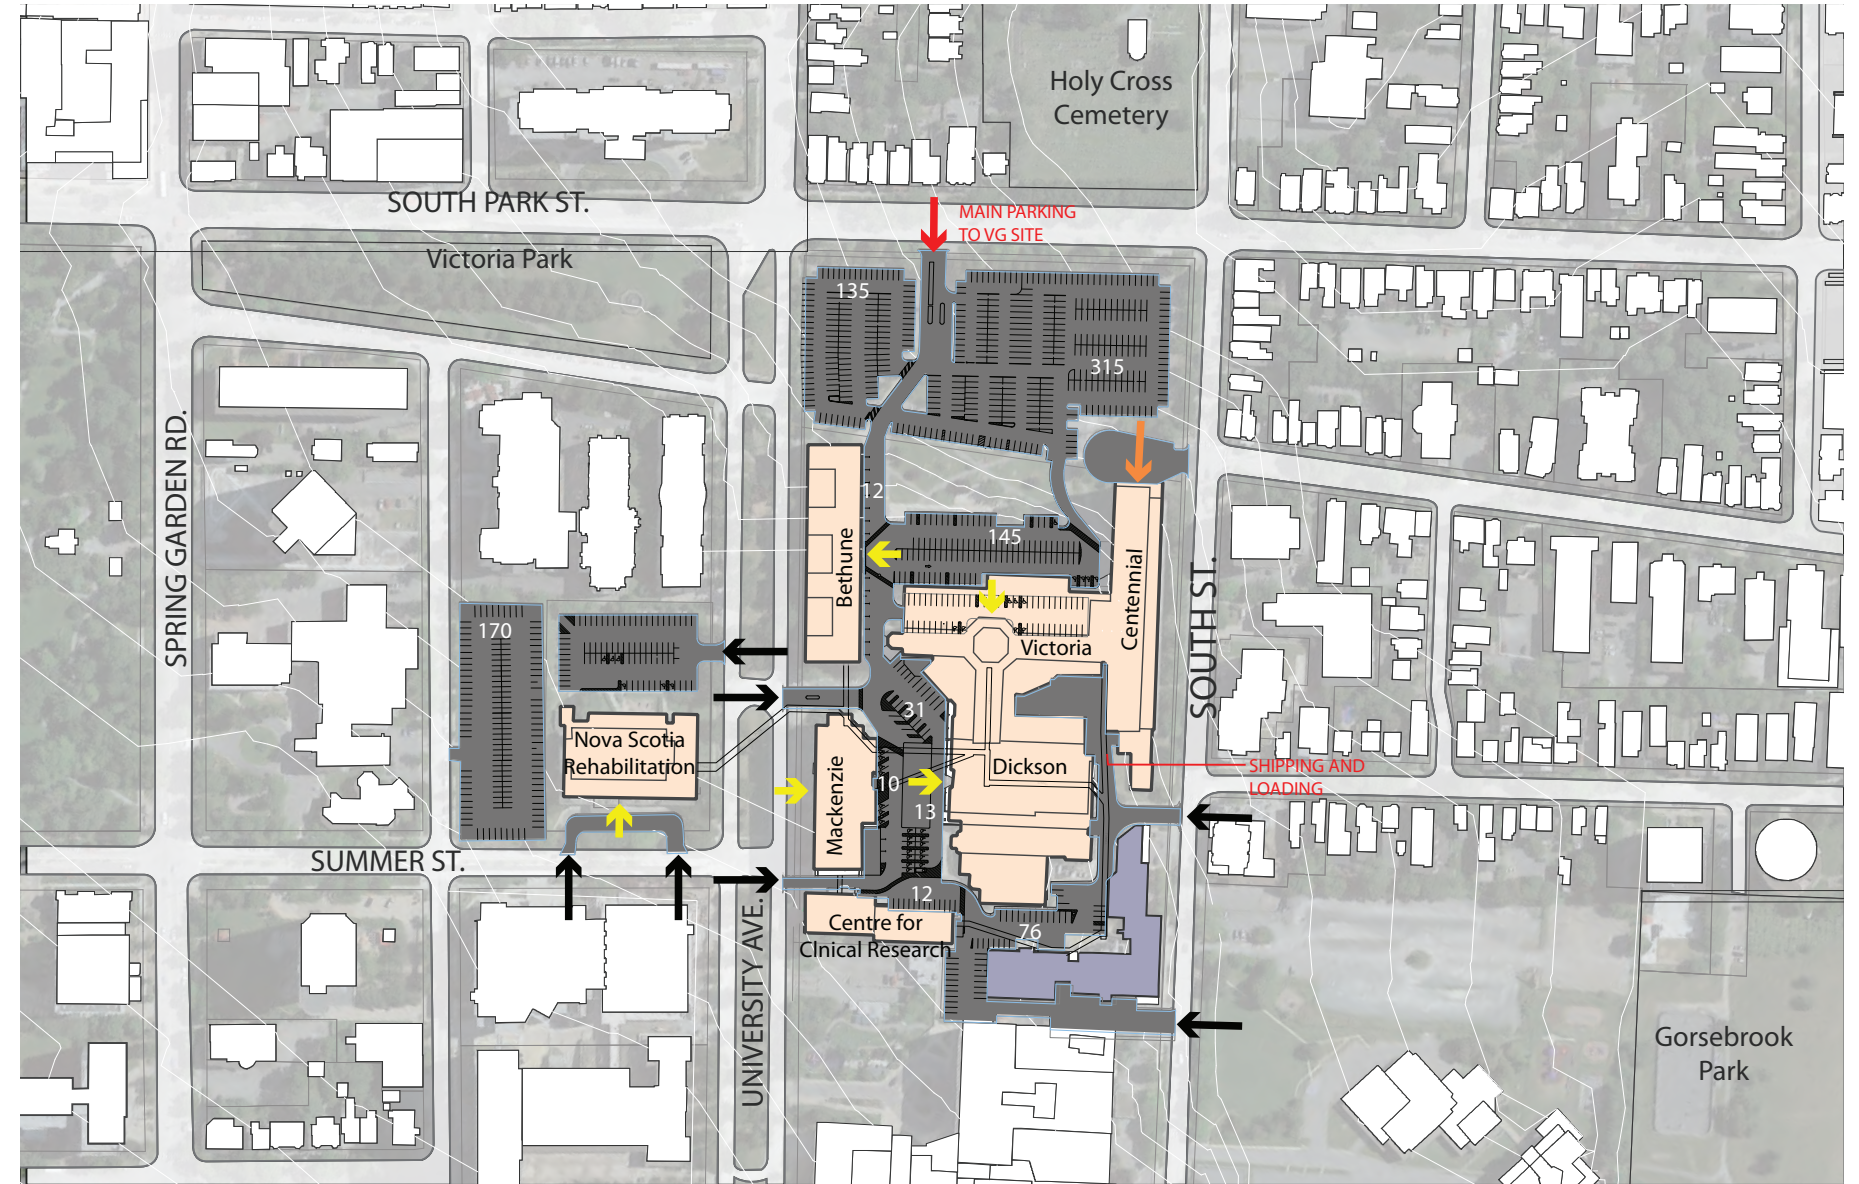 Holy Cross
Cemetery
SOUTH PARK ST.
MAIN PARKING
TO VG SITE
Victoria Park
135
315
SPRING GARDEN RD.
12
145
Bethune
Centennial
SOUTH ST.
170
Victoria
31
Nova Scotia
Rehabilitation
Mackenzie
10
13
Dickson
SHIPPING AND
LOADING
SUMMER ST.
12
Centre for
Clnical Research
76
UNIVERSITY AVE.
Gorsebrook
Park